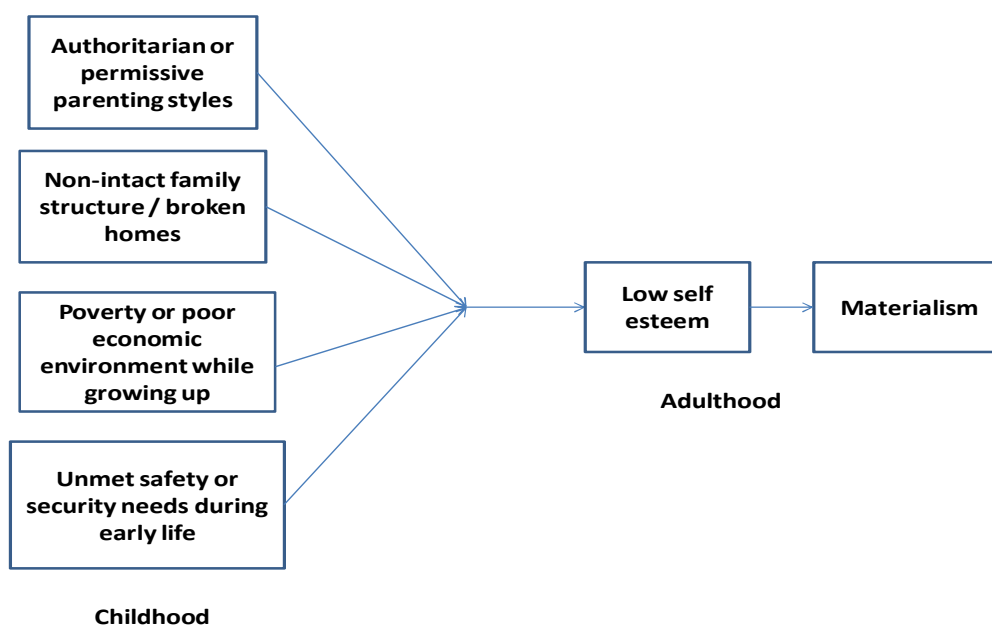 Authoritarian or
permissive
parenting styles
Non-intact family
structure / broken
homes
Poverty or poor
economic
environment while
growing up
Unmet safety or
security needs during
early life
Childhood
Low self
esteem
Materialism
Adulthood